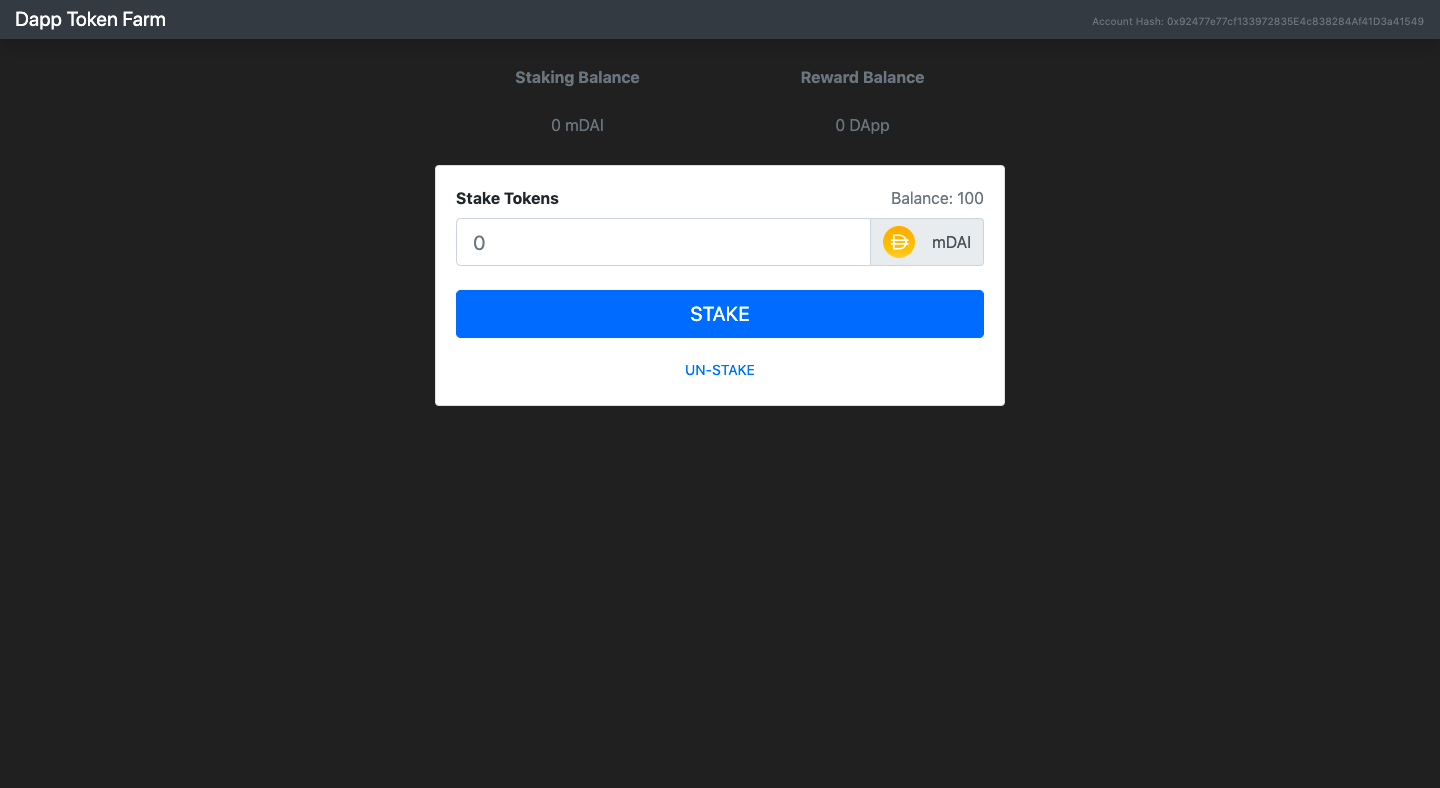 Dapp Token Farm
Account Hash: 0x92477e77cf133972835E4c838284Af41D3a41549
Staking Balance
Reward Balance
0 mDAI
0 DApp
Stake Tokens
Balance: 100
0
mDAI
STAKE
UN-STAKE